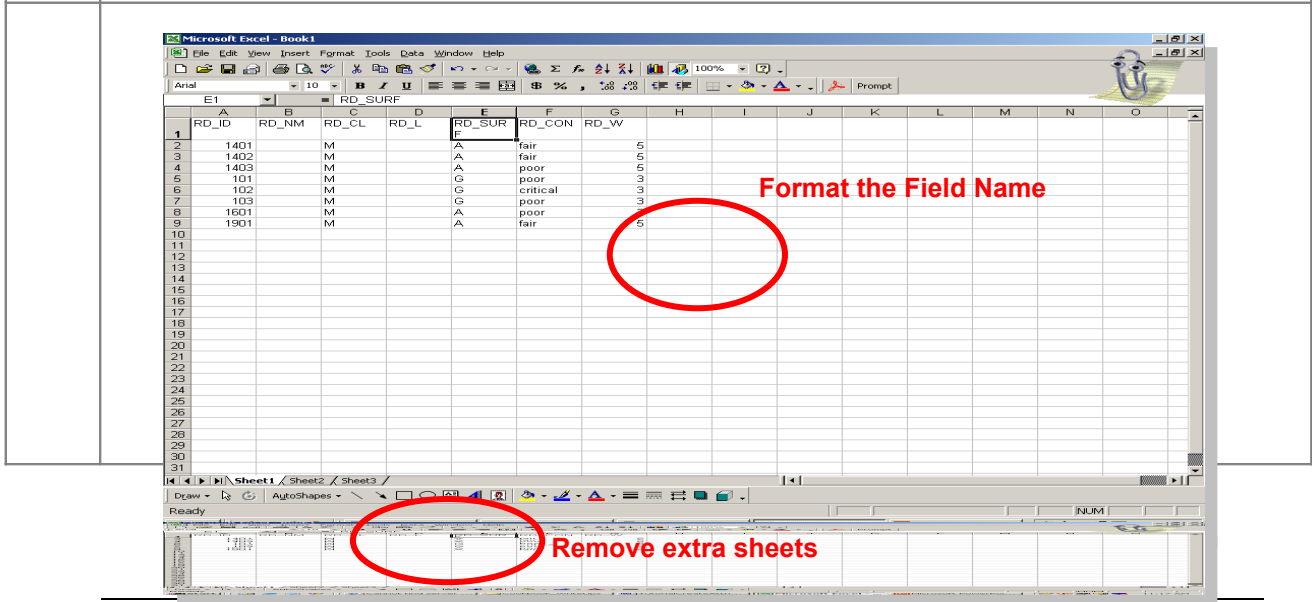 Microsoft Excel - Book1
File Edit View Insert Format Tools Data Window Help
100%
Arial 10 B I U $ % , Prompt
E1 = RD_SURF
A B C D E F G H I J K L M N O
1 RD_ID RD_NM RD_CL RD_L RD_SURF RD_CON RD_W
2 1401 M A fair 5
3 1402 M A fair 5
4 1403 M A poor 5
5 101 M G poor 3
6 102 M G critical 3
7 103 M G poor 3
8 1601 M A poor
9 1901 M A fair 5
10
11
12
13
14
15
16
17
18
19
20
21
22
23
24
25
26
27
28
29
30
31
Format the Field Name
Sheet1 Sheet2 Sheet3
Draw AutoShapes
Ready NUM
Remove extra sheets